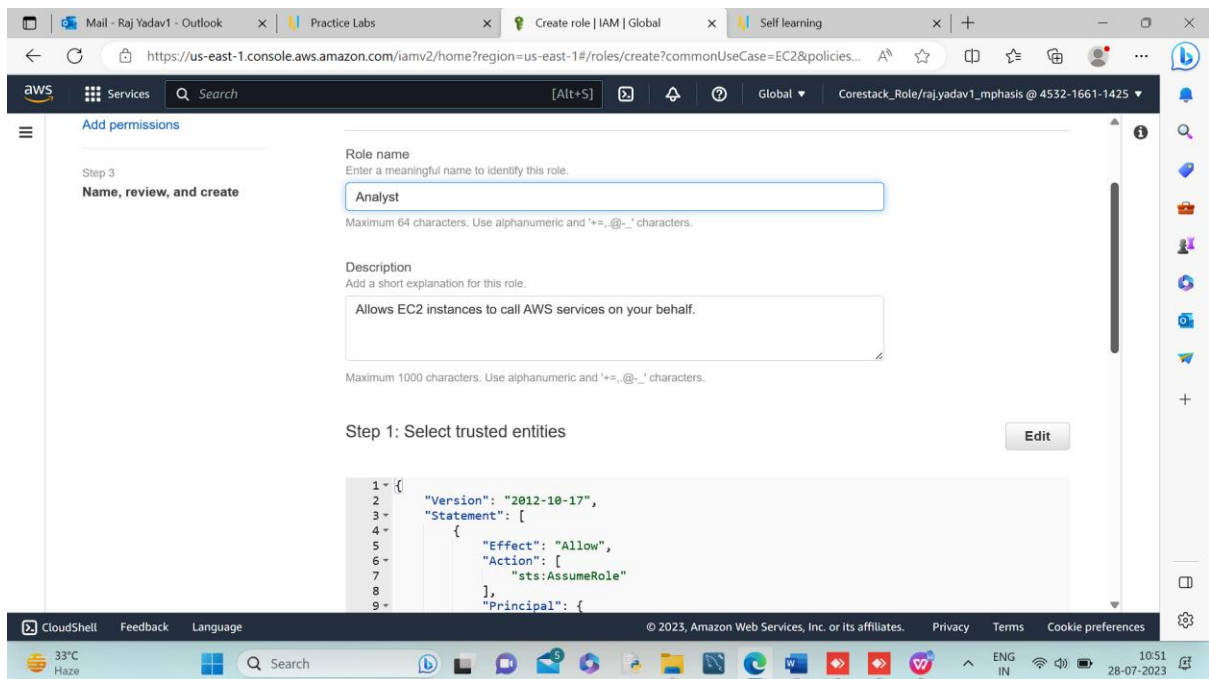 Mail - Raj Yadav1 - Outlook
Practice Labs
Create role | IAM | Global
Self learning
https://us-east-1.console.aws.amazon.com/iamv2/home?region=us-east-1#/roles/create?commonUseCase=EC2&policies...
aws
Services
Search
[Alt+S]
Global
Corestack_Role/raj.yadav1_mphasis @ 4532-1661-1425
Add permissions
Step 3
Name, review, and create
Role name
Enter a meaningful name to identify this role.
Analyst
Maximum 64 characters. Use alphanumeric and '+=,.@-_' characters.
Description
Add a short explanation for this role.
Allows EC2 instances to call AWS services on your behalf.
Maximum 1000 characters. Use alphanumeric and '+=,.@-_' characters.
Step 1: Select trusted entities
Edit
1 {
2 "Version": "2012-10-17",
3 "Statement": [
4 {
5 "Effect": "Allow",
6 "Action": [
7 "sts:AssumeRole"
8 ],
9 "Principal": {
CloudShell
Feedback
Language
© 2023, Amazon Web Services, Inc. or its affiliates.
Privacy
Terms
Cookie preferences
33°C
Haze
Search
5
ENG
IN
10:51
28-07-2023